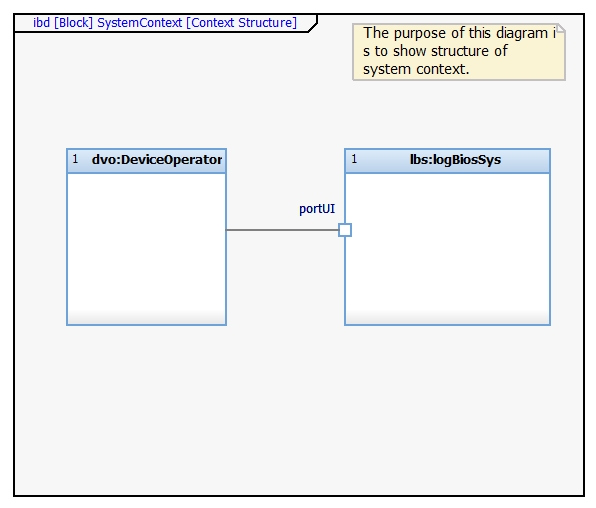 ibd [Block] SystemContext [Context Structure]
The purpose of this diagram i
s to show structure of
system context.
1 dvo:DeviceOperator
1 lbs:logBiosSys
portUI